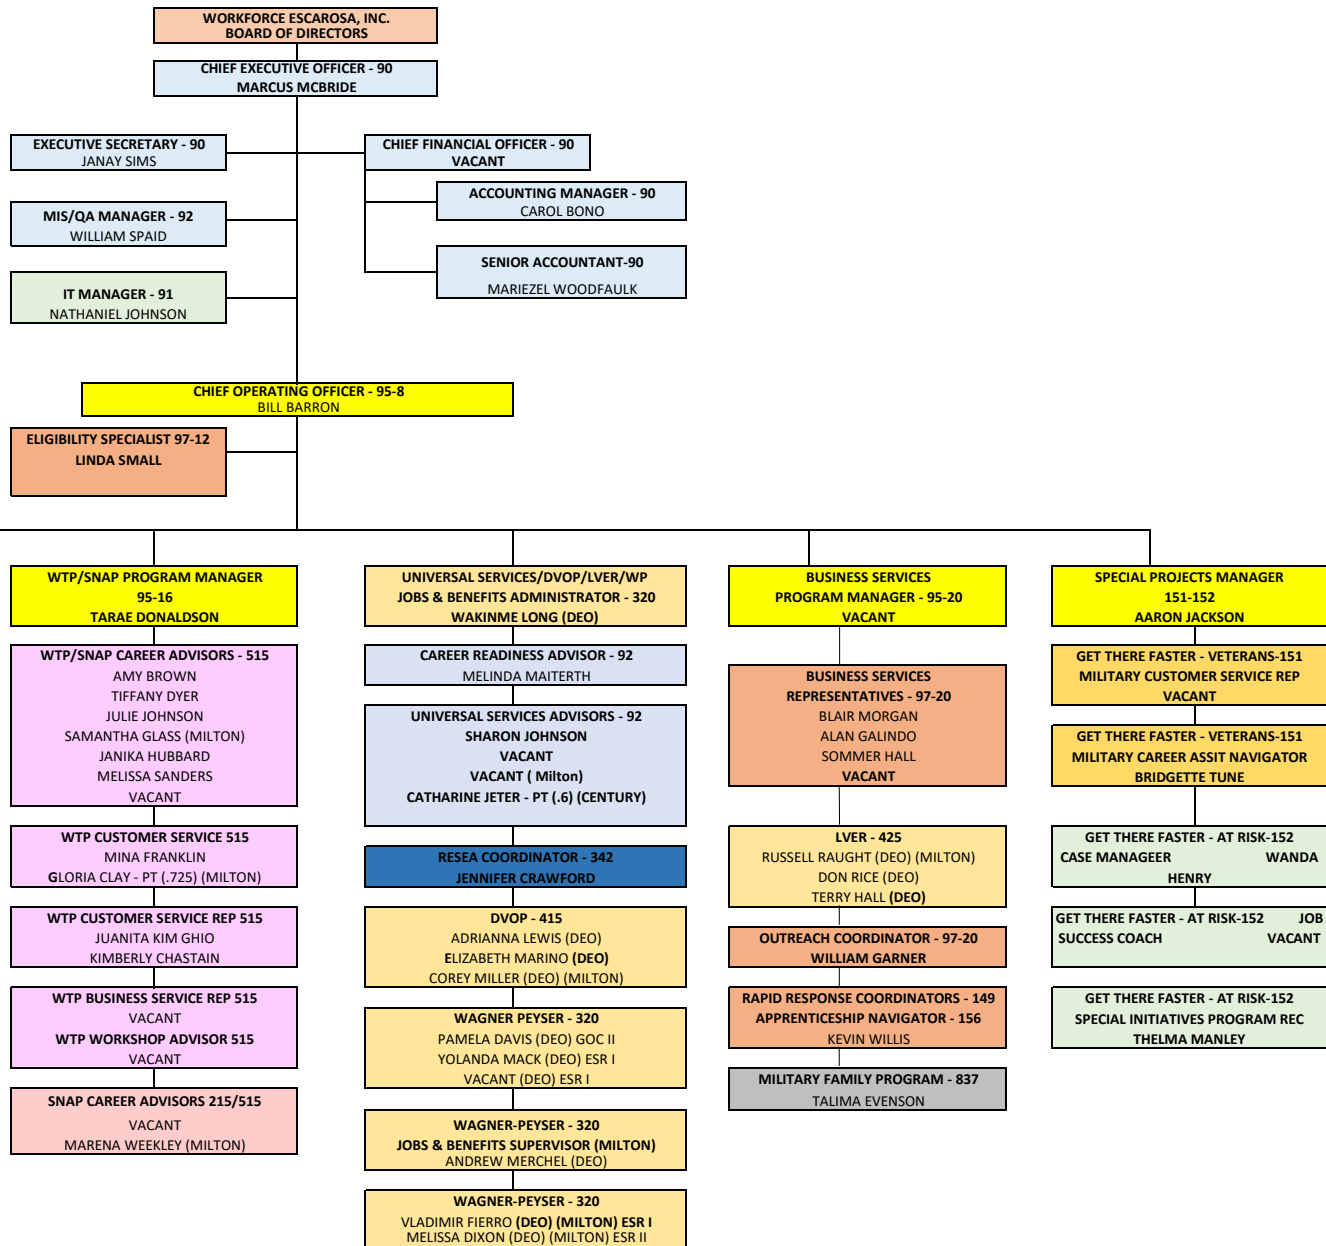 WORKFORCE ESCAROSA, INC.
BOARD OF DIRECTORS
CHIEF EXECUTIVE OFFICER - 90
MARCUS MCBRIDE
EXECUTIVE SECRETARY - 90
JANAY SIMS
CHIEF FINANCIAL OFFICER - 90
VACANT
ACCOUNTING MANAGER - 90
CAROL BONO
MIS/QA MANAGER - 92
WILLIAM SPAID
SENIOR ACCOUNTANT-90
MARIEZEL WOODFAULK
IT MANAGER - 91
NATHANIEL JOHNSON
CHIEF OPERATING OFFICER - 95-8
BILL BARRON
ELIGIBILITY SPECIALIST 97-12
LINDA SMALL
WTP/SNAP PROGRAM MANAGER
95-16
TARAE DONALDSON
WTP/SNAP CAREER ADVISORS - 515
AMY BROWN
TIFFANY DYER
JULIE JOHNSON
SAMANTHA GLASS (MILTON)
JANIKA HUBBARD
MELISSA SANDERS
VACANT
WTP CUSTOMER SERVICE 515
MINA FRANKLIN
GLORIA CLAY - PT (.725) (MILTON)
WTP CUSTOMER SERVICE REP 515
JUANITA KIM GHIO
KIMBERLY CHASTAIN
WTP BUSINESS SERVICE REP 515
VACANT
WTP WORKSHOP ADVISOR 515
VACANT
SNAP CAREER ADVISORS 215/515
VACANT
MARENA WEEKLEY (MILTON)
UNIVERSAL SERVICES/DVOP/LVER/WP
JOBS & BENEFITS ADMINISTRATOR - 320
WAKINME LONG (DEO)
CAREER READINESS ADVISOR - 92
MELINDA MAITERTH
UNIVERSAL SERVICES ADVISORS - 92
SHARON JOHNSON
VACANT
VACANT ( Milton)
CATHARINE JETER - PT (.6) (CENTURY)
RESEA COORDINATOR - 342
JENNIFER CRAWFORD
DVOP - 415
ADRIANNA LEWIS (DEO)
ELIZABETH MARINO (DEO)
COREY MILLER (DEO) (MILTON)
WAGNER PEYSER - 320
PAMELA DAVIS (DEO) GOC II
YOLANDA MACK (DEO) ESR I
VACANT (DEO) ESR I
WAGNER-PEYSER - 320
JOBS & BENEFITS SUPERVISOR (MILTON)
ANDREW MERCHEL (DEO)
WAGNER-PEYSER - 320
VLADIMIR FIERRO (DEO) (MILTON) ESR I
MELISSA DIXON (DEO) (MILTON) ESR II
BUSINESS SERVICES
PROGRAM MANAGER - 95-20
VACANT
BUSINESS SERVICES
REPRESENTATIVES - 97-20
BLAIR MORGAN
ALAN GALINDO
SOMMER HALL
VACANT
LVER - 425
RUSSELL RAUGHT (DEO) (MILTON)
DON RICE (DEO)
TERRY HALL (DEO)
OUTREACH COORDINATOR - 97-20
WILLIAM GARNER
RAPID RESPONSE COORDINATORS - 149
APPRENTICESHIP NAVIGATOR - 156
KEVIN WILLIS
MILITARY FAMILY PROGRAM - 837
TALIMA EVENSON
SPECIAL PROJECTS MANAGER
151-152
AARON JACKSON
GET THERE FASTER - VETERANS-151
MILITARY CUSTOMER SERVICE REP
VACANT
GET THERE FASTER - VETERANS-151
MILITARY CAREER ASSIT NAVIGATOR
BRIDGETTE TUNE
GET THERE FASTER - AT RISK-152
CASE MANAGEER WANDA
HENRY
GET THERE FASTER - AT RISK-152 JOB
SUCCESS COACH VACANT
GET THERE FASTER - AT RISK-152
SPECIAL INITIATIVES PROGRAM REC
THELMA MANLEY